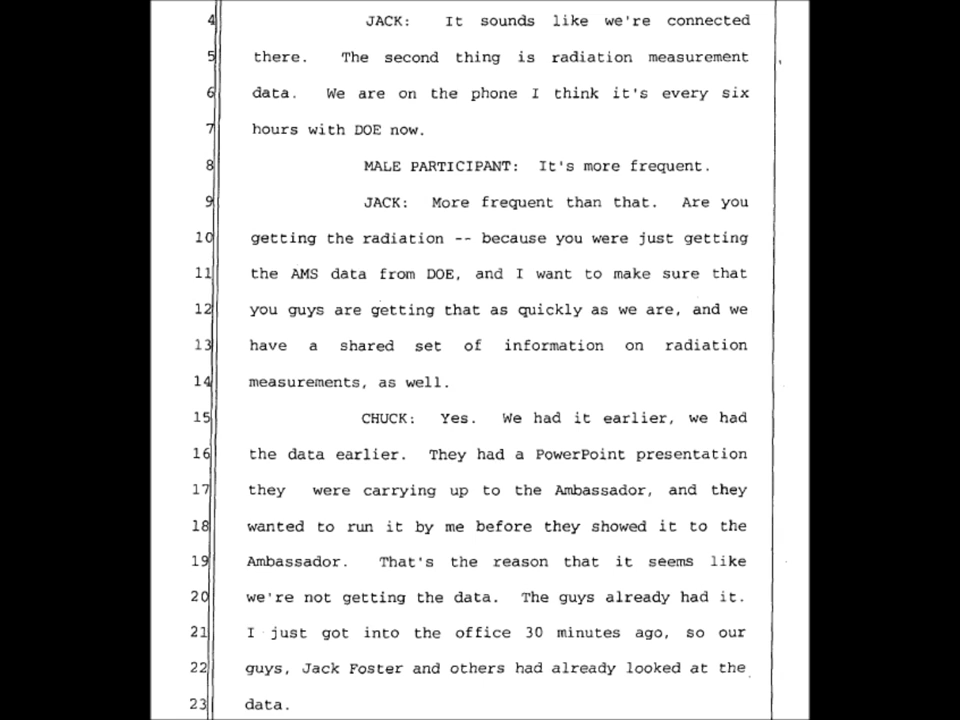 4 JACK: It sounds like we're connected
5 there. The second thing is radiation measurement
6 data. We are on the phone I think it's every six
7 hours with DOE now.
8 MALE PARTICIPANT: It's more frequent.
9 JACK: More frequent than that. Are you
10 getting the radiation -- because you were just getting
11 the AMS data from DOE, and I want to make sure that
12 you guys are getting that as quickly as we are, and we
13 have a shared set of information on radiation
14 measurements, as well.
15 CHUCK: Yes. We had it earlier, we had
16 the data earlier. They had a PowerPoint presentation
17 they were carrying up to the Ambassador, and they
18 wanted to run it by me before they showed it to the
19 Ambassador. That's the reason that it seems like
20 we're not getting the data. The guys already had it.
21 I just got into the office 30 minutes ago, so our
22 guys, Jack Foster and others had already looked at the
23 data.